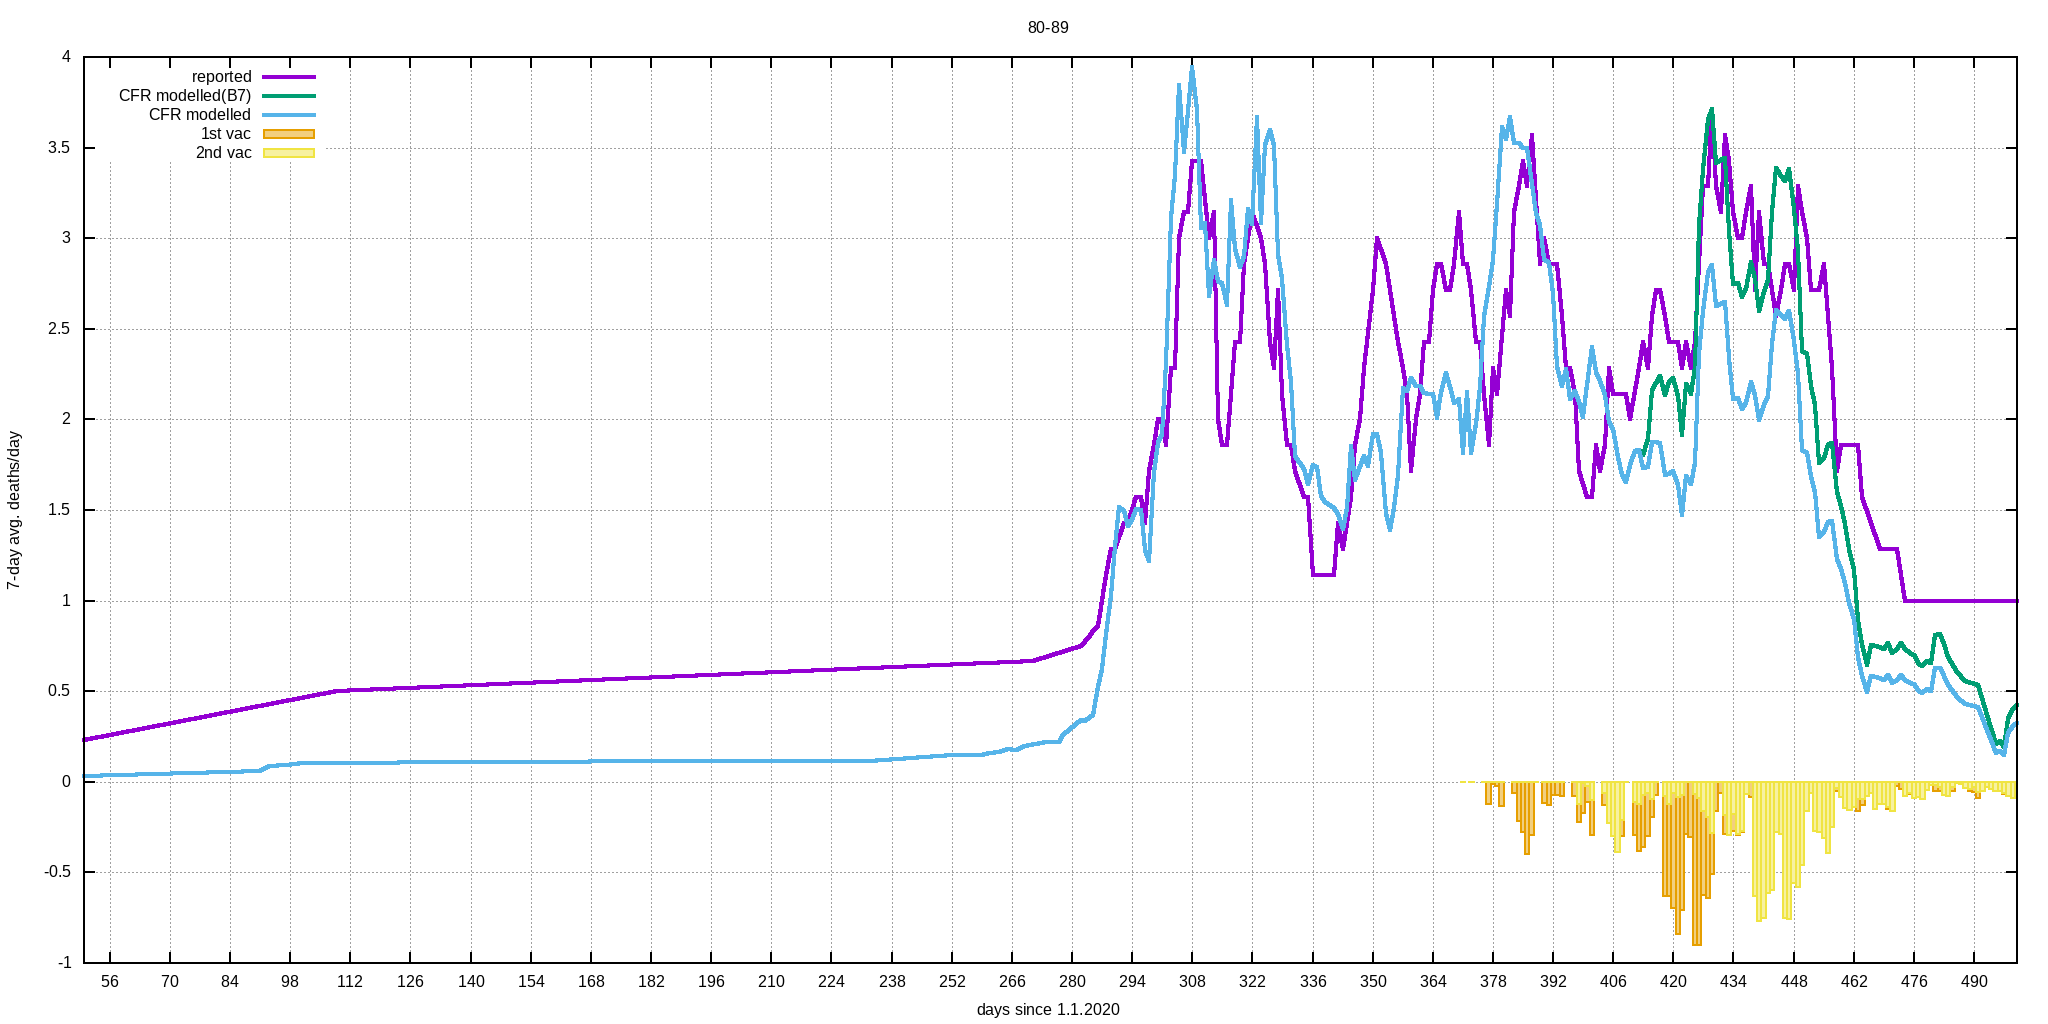 80-89
4
3.5
3
2.5
2
1.5
1
0.5
0
-0.5
-1
reported
CFR modelled(B7)
CFR modelled
1st vac
2nd vac
7-day avg. deaths/day
56 70 84 98 112 126 140 154 168 182 196 210 224 238 252 266 280 294 308 322 336 350 364 378 392 406 420 434 448 462 476 490
days since 1.1.2020